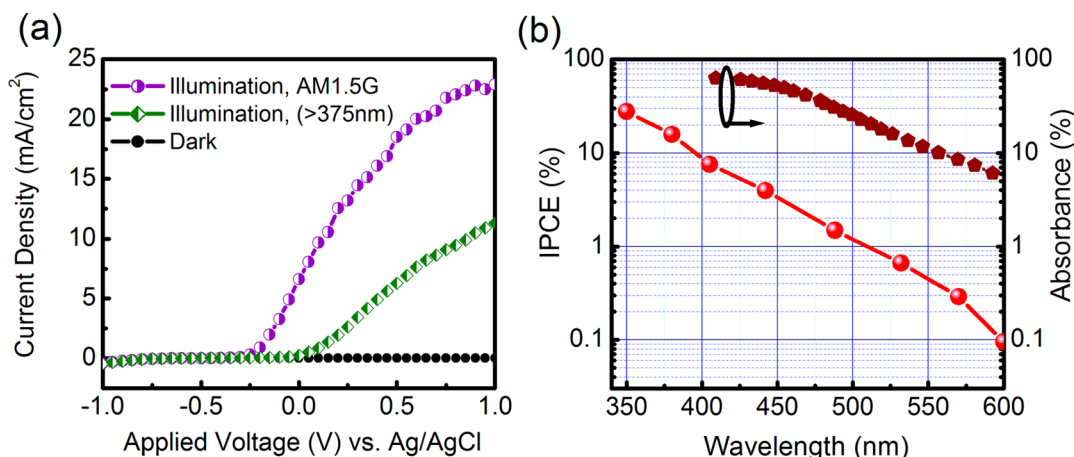 (a)
Current Density (mA/cm²)
25
20
15
10
5
0
Illumination, AM1.5G
Illumination, (>375nm)
Dark
-1.0
-0.5
0.0
0.5
1.0
Applied Voltage (V) vs. Ag/AgCl
(b)
IPCE (%)
100
10
1
0.1
100
10
1
0.1
Absorbance (%)
350
400
450
500
550
600
Wavelength (nm)